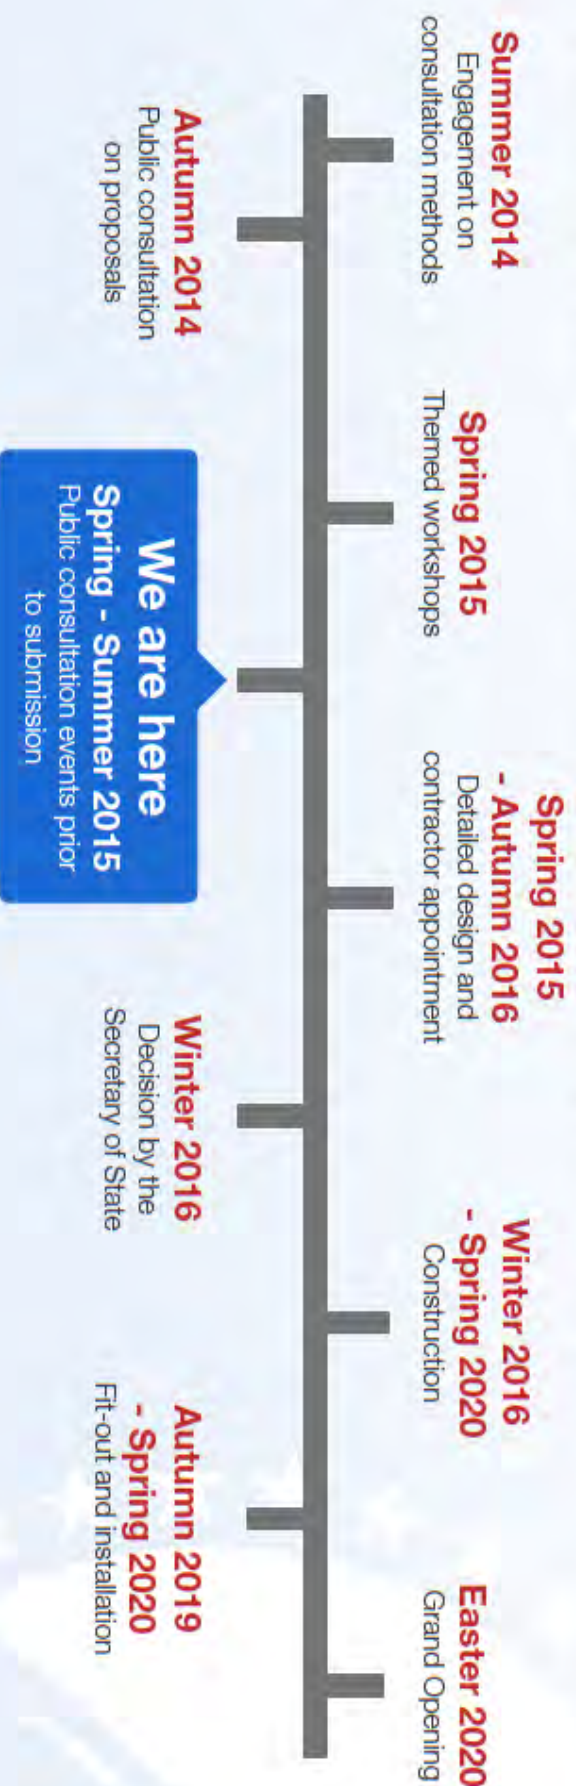 Summer 2014
Engagement on
consultation methods
Autumn 2014
Public consultation
on proposals
Spring 2015
Themed workshops
We are here
Spring - Summer 2015
Public consultation events prior
to submission
Spring 2015
- Autumn 2016
Detailed design and
contractor appointment
Winter 2016
Decision by the
Secretary of State
Winter 2016
- Spring 2020
Construction
Autumn 2019
- Spring 2020
Fit-out and installation
Easter 2020
Grand Opening